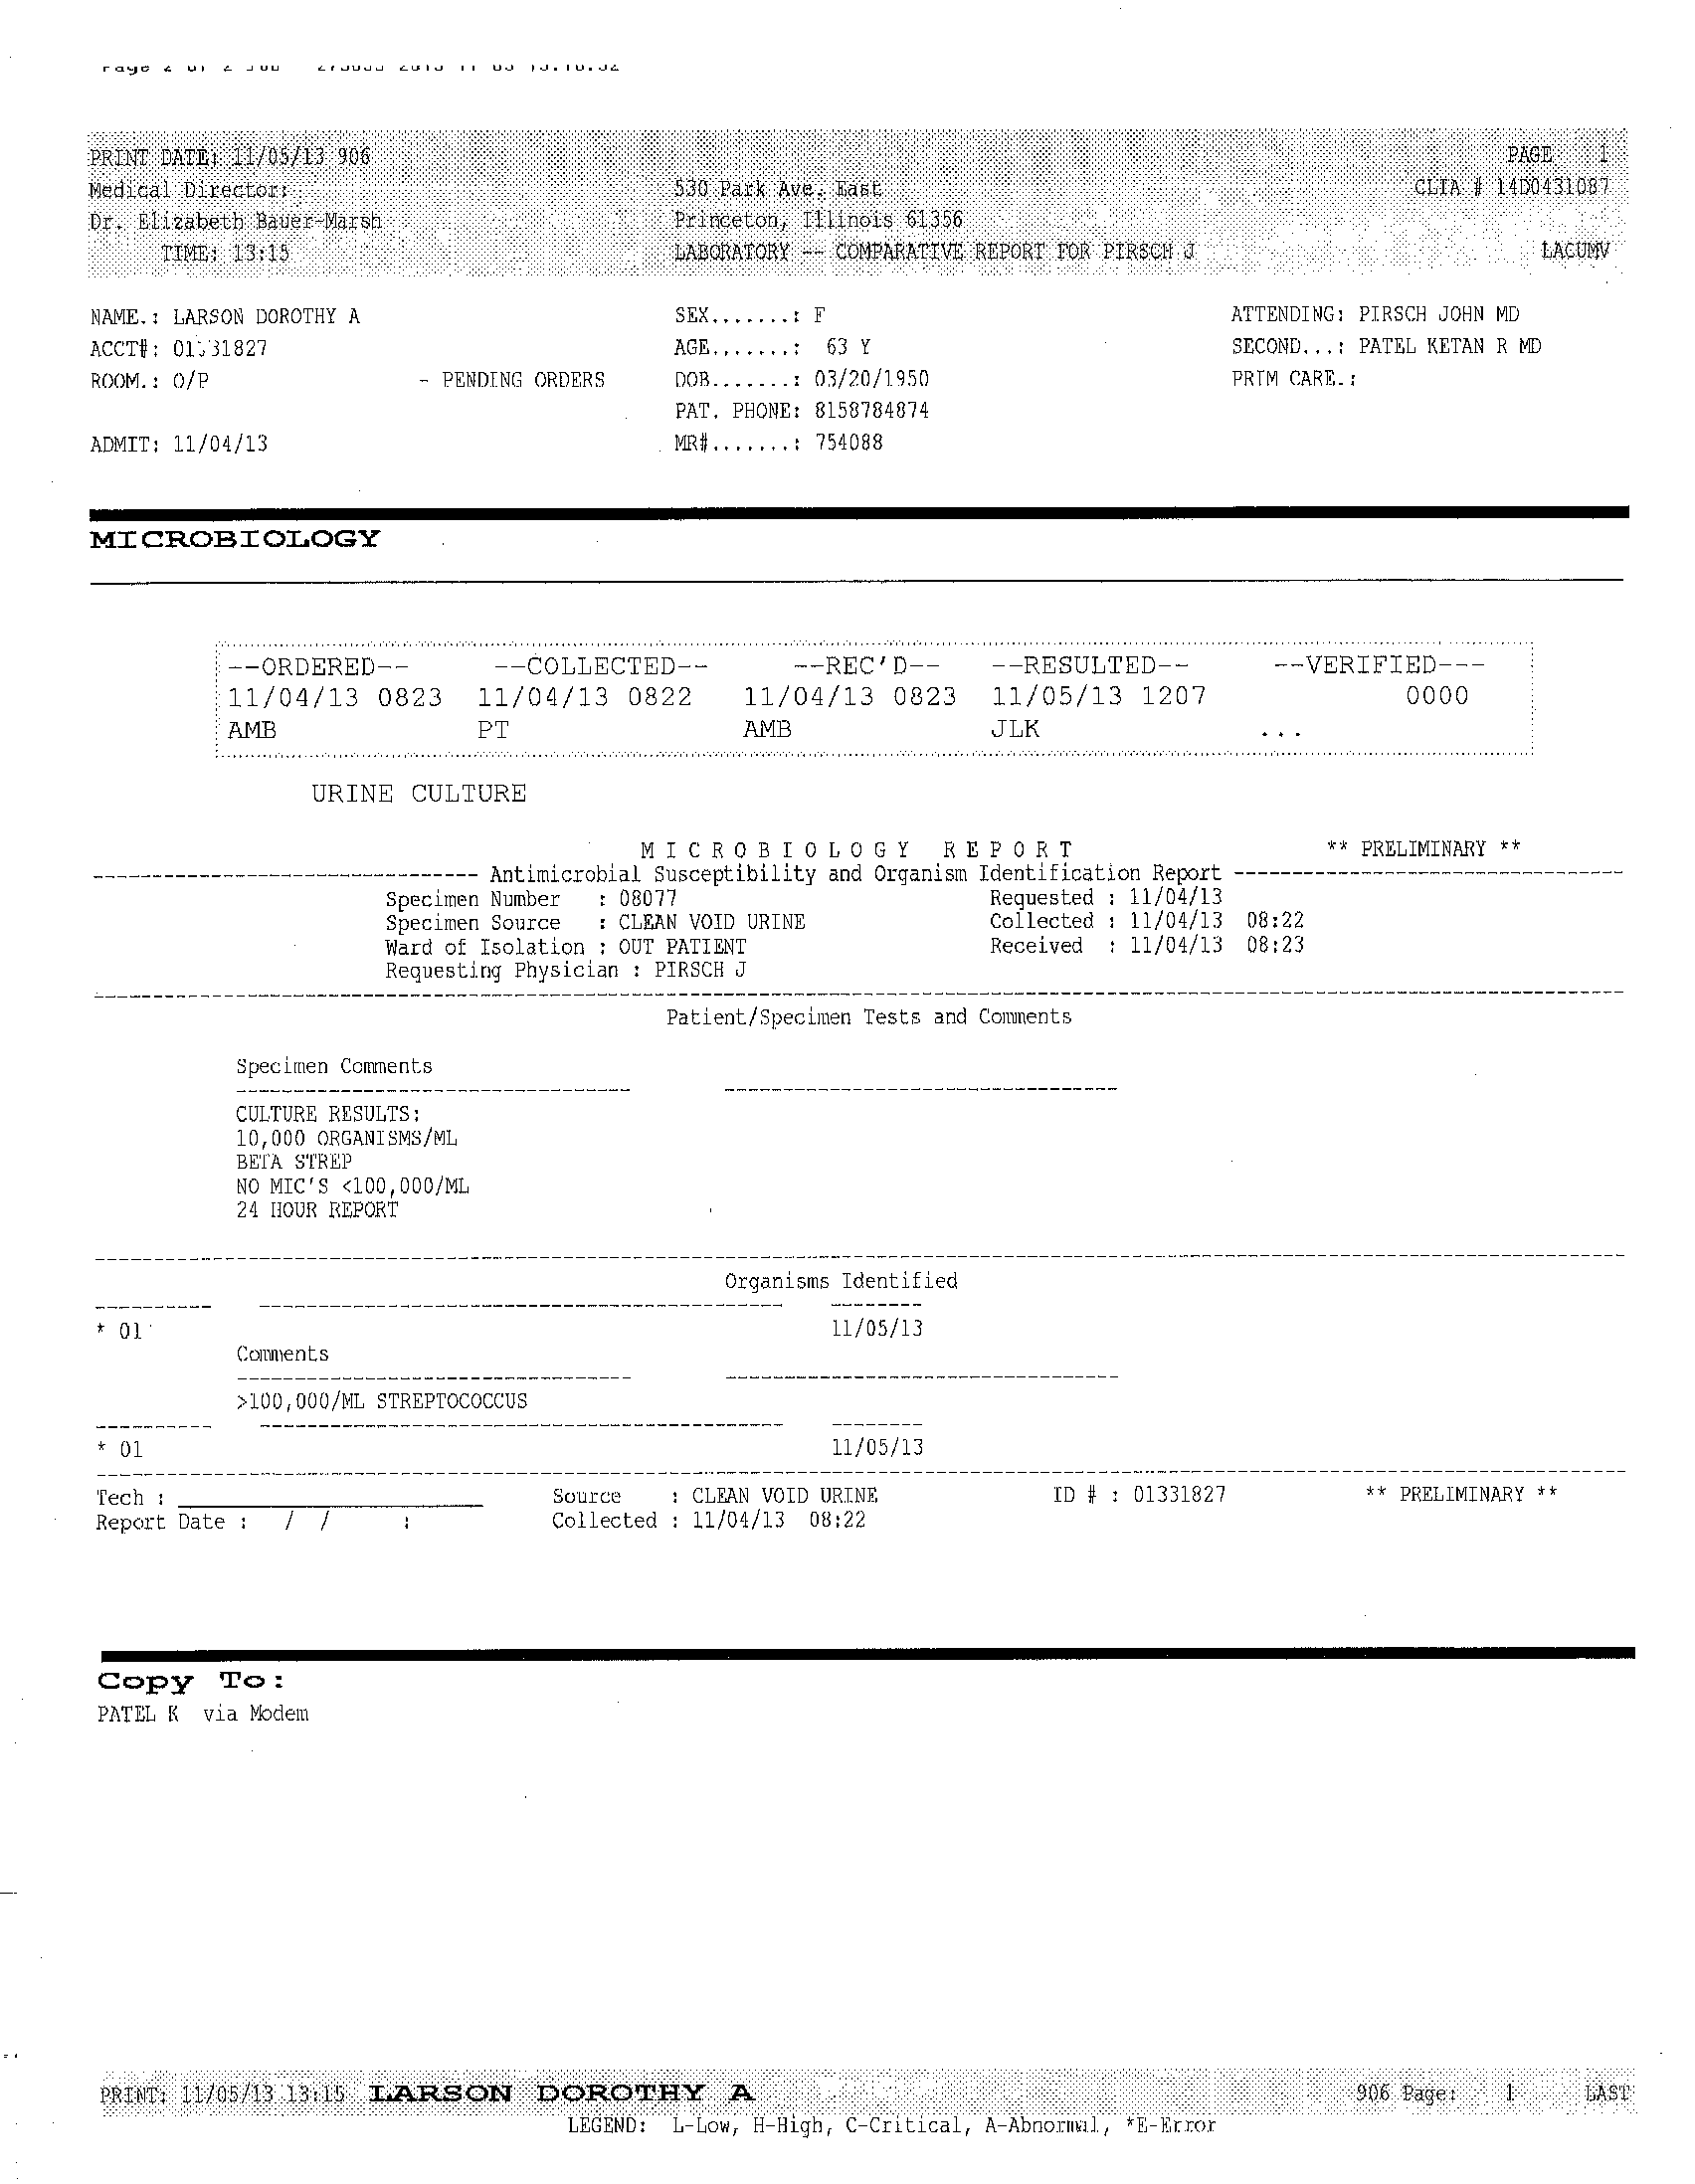 Page 2 of 2
PRINT DATE: 11/05/13 906 PAGE 1
Medical Director: 530 Park Ave. East CLIA # 14D0431087
Dr. Elizabeth Bauer-Marsh Princeton, Illinois 61356
TIME: 13:15 LABORATORY -- COMPARATIVE REPORT FOR PIRSCH J LACUMV
NAME.: LARSON DOROTHY A SEX.......: F ATTENDING: PIRSCH JOHN MD
ACCT#: AGE.......: 63 Y SECOND...: PATEL KETAN R MD
ROOM.: O/P - PENDING ORDERS DOB.......: 03/20/1950 PRIM CARE.:
PAT. PHONE: 8158784874
ADMIT: 11/04/13 MR#.......: 754088
MICROBIOLOGY
--ORDERED-- --COLLECTED-- --REC'D-- --RESULTED-- --VERIFIED---
11/04/13 0823 11/04/13 0822 11/04/13 0823 11/05/13 1207 0000
AMB PT AMB JLK ...
URINE CULTURE
M I C R O B I O L O G Y R E P O R T ** PRELIMINARY **
Antimicrobial Susceptibility and Organism Identification Report
Specimen Number : 08077 Requested : 11/04/13
Specimen Source : CLEAN VOID URINE Collected : 11/04/13 08:22
Ward of Isolation : OUT PATIENT Received : 11/04/13 08:23
Requesting Physician : PIRSCH J
Patient/Specimen Tests and Comments
Specimen Comments
CULTURE RESULTS:
10,000 ORGANISMS/ML
BETA STREP
NO MIC'S <100,000/ML
24 HOUR REPORT
Organisms Identified
* 01 11/05/13
Comments
>100,000/ML STREPTOCOCCUS
* 01 11/05/13
Tech : Source : CLEAN VOID URINE ID # : 01331827 ** PRELIMINARY **
Report Date : / / : Collected : 11/04/13 08:22
Copy To:
PATEL K via Modem
PRINT: 11/05/13 13:15 LARSON DOROTHY A 906 Page: 1 LAST
LEGEND: L-Low, H-High, C-Critical, A-Abnormal, *E-Error